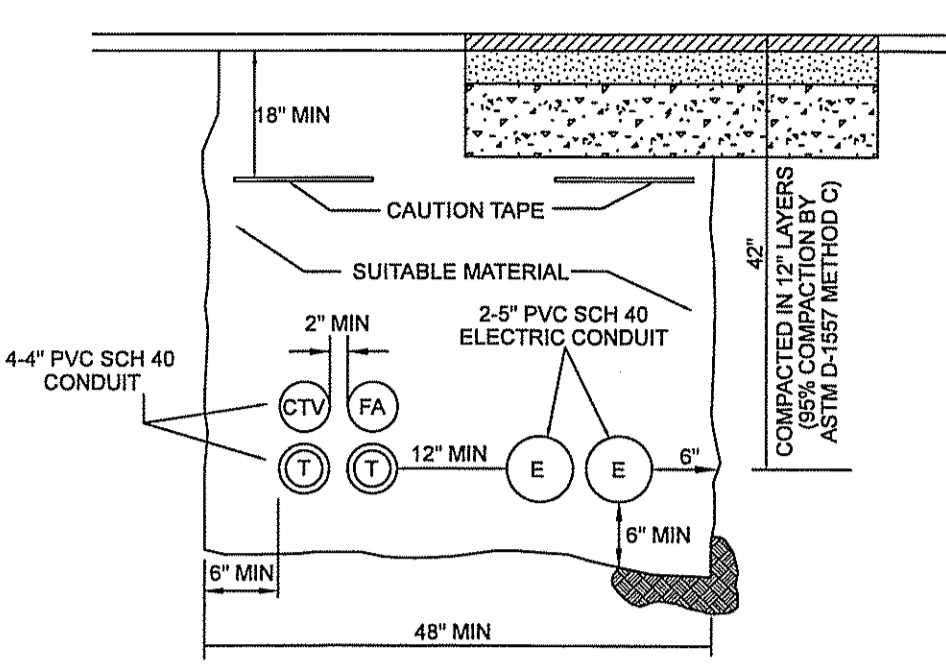 18" MIN
CAUTION TAPE
SUITABLE MATERIAL
42"
COMPACTED IN 12" LAYERS
(95% COMPACTION BY
ASTM D-1557 METHOD C)
2" MIN
2-5" PVC SCH 40
ELECTRIC CONDUIT
4-4" PVC SCH 40
CONDUIT
CTV
FA
T
T
12" MIN
E
E
6"
6" MIN
6" MIN
48" MIN